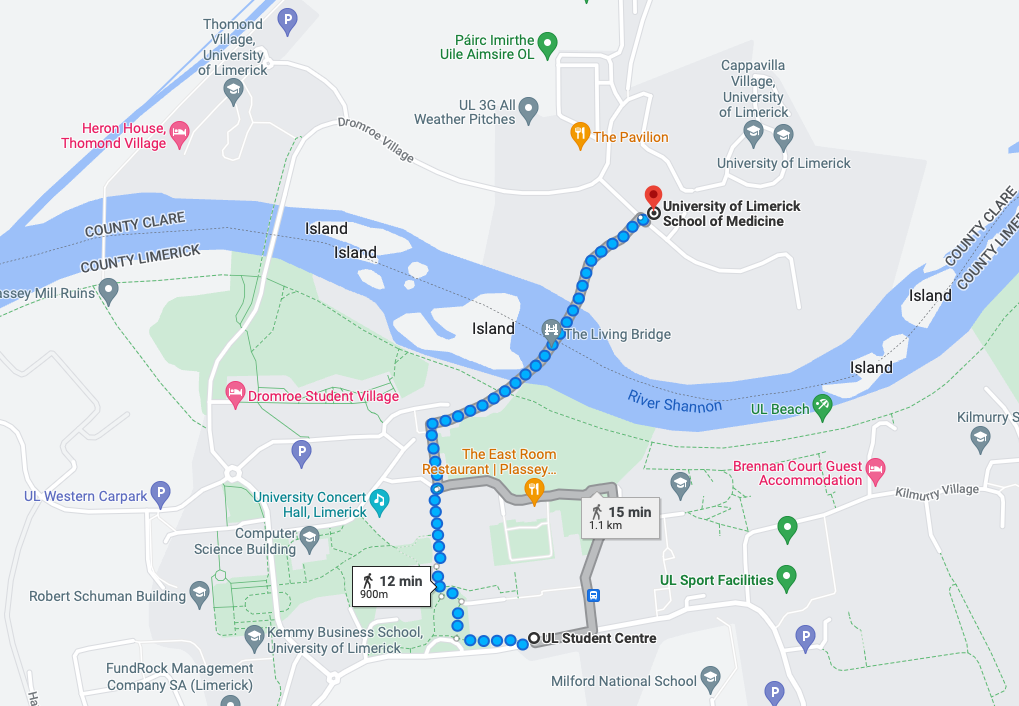 Thomond
Village,
University
of Limerick
P
Páirc Imirthe
Uile Aimsire OL
Cappavilla
Village,
University
of Limerick
UL 3G All
Weather Pitches
Heron House,
Thomond Village
Dromroe Village
The Pavilion
University of Limerick
University of Limerick
School of Medicine
COUNTY CLARE
COUNTY LIMERICK
Island
Island
COUNTY CLARE
COUNTY LIME
assey Mill Ruins
Island
Island
The Living Bridge
Island
River Shannon
Dromroe Student Village
UL Beach
Kilmurry S
P
The East Room
Restaurant | Plassey...
Brennan Court Guest
Accommodation
UL Western Carpark
P
University Concert
Hall, Limerick
Kilmurry Village
15 min
1.1 km
Computer
Science Building
12 min
900m
UL Sport Facilities
Robert Schuman Building
Kemmy Business School,
University of Limerick
UL Student Centre
P
FundRock Management
Company SA (Limerick)
Milford National School
P
Ha